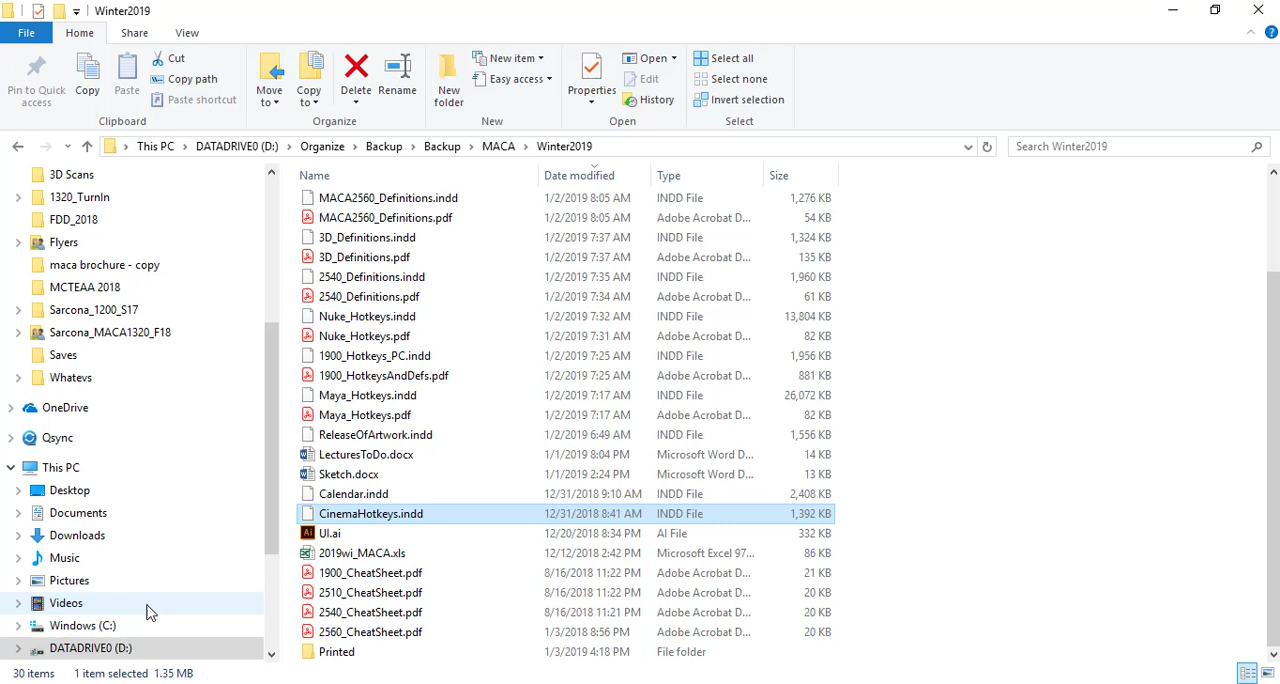 Winter2019
File Home Share View
Pin to Quick access
Copy
Paste
Cut
Copy path
Paste shortcut
Clipboard
Move to
Copy to
Delete
Rename
Organize
New folder
New item
Easy access
New
Properties
Open
Edit
History
Open
Select all
Select none
Invert selection
Select
This PC > DATADRIVE0 (D:) > Organize > Backup > Backup > MACA > Winter2019
Search Winter2019
3D Scans
1320_TurnIn
FDD_2018
Flyers
maca brochure - copy
MCTEAA 2018
Sarcona_1200_S17
Sarcona_MACA1320_F18
Saves
Whatevs
OneDrive
Qsync
This PC
Desktop
Documents
Downloads
Music
Pictures
Videos
Windows (C:)
DATADRIVE0 (D:)
Name Date modified Type Size
MACA2560_Definitions.indd 1/2/2019 8:05 AM INDD File 1,276 KB
MACA2560_Definitions.pdf 1/2/2019 8:05 AM Adobe Acrobat D... 54 KB
3D_Definitions.indd 1/2/2019 7:37 AM INDD File 1,324 KB
3D_Definitions.pdf 1/2/2019 7:37 AM Adobe Acrobat D... 135 KB
2540_Definitions.indd 1/2/2019 7:35 AM INDD File 1,960 KB
2540_Definitions.pdf 1/2/2019 7:34 AM Adobe Acrobat D... 61 KB
Nuke_Hotkeys.indd 1/2/2019 7:32 AM INDD File 13,804 KB
Nuke_Hotkeys.pdf 1/2/2019 7:31 AM Adobe Acrobat D... 82 KB
1900_Hotkeys_PC.indd 1/2/2019 7:25 AM INDD File 1,956 KB
1900_HotkeysAndDefs.pdf 1/2/2019 7:25 AM Adobe Acrobat D... 881 KB
Maya_Hotkeys.indd 1/2/2019 7:17 AM INDD File 26,072 KB
Maya_Hotkeys.pdf 1/2/2019 7:17 AM Adobe Acrobat D... 82 KB
ReleaseOfArtwork.indd 1/2/2019 6:49 AM INDD File 1,556 KB
LecturesToDo.docx 1/1/2019 8:04 PM Microsoft Word D... 14 KB
Sketch.docx 1/1/2019 2:24 PM Microsoft Word D... 13 KB
Calendar.indd 12/31/2018 9:10 AM INDD File 2,408 KB
CinemaHotkeys.indd 12/31/2018 8:41 AM INDD File 1,392 KB
Ai UI.ai 12/20/2018 8:34 PM AI File 332 KB
2019wi_MACA.xls 12/12/2018 2:42 PM Microsoft Excel 97... 86 KB
1900_CheatSheet.pdf 8/16/2018 11:22 PM Adobe Acrobat D... 21 KB
2510_CheatSheet.pdf 8/16/2018 11:22 PM Adobe Acrobat D... 20 KB
2540_CheatSheet.pdf 8/16/2018 11:21 PM Adobe Acrobat D... 20 KB
2560_CheatSheet.pdf 1/3/2018 8:56 PM Adobe Acrobat D... 20 KB
Printed 1/3/2019 4:18 PM File folder
30 items 1 item selected 1.35 MB